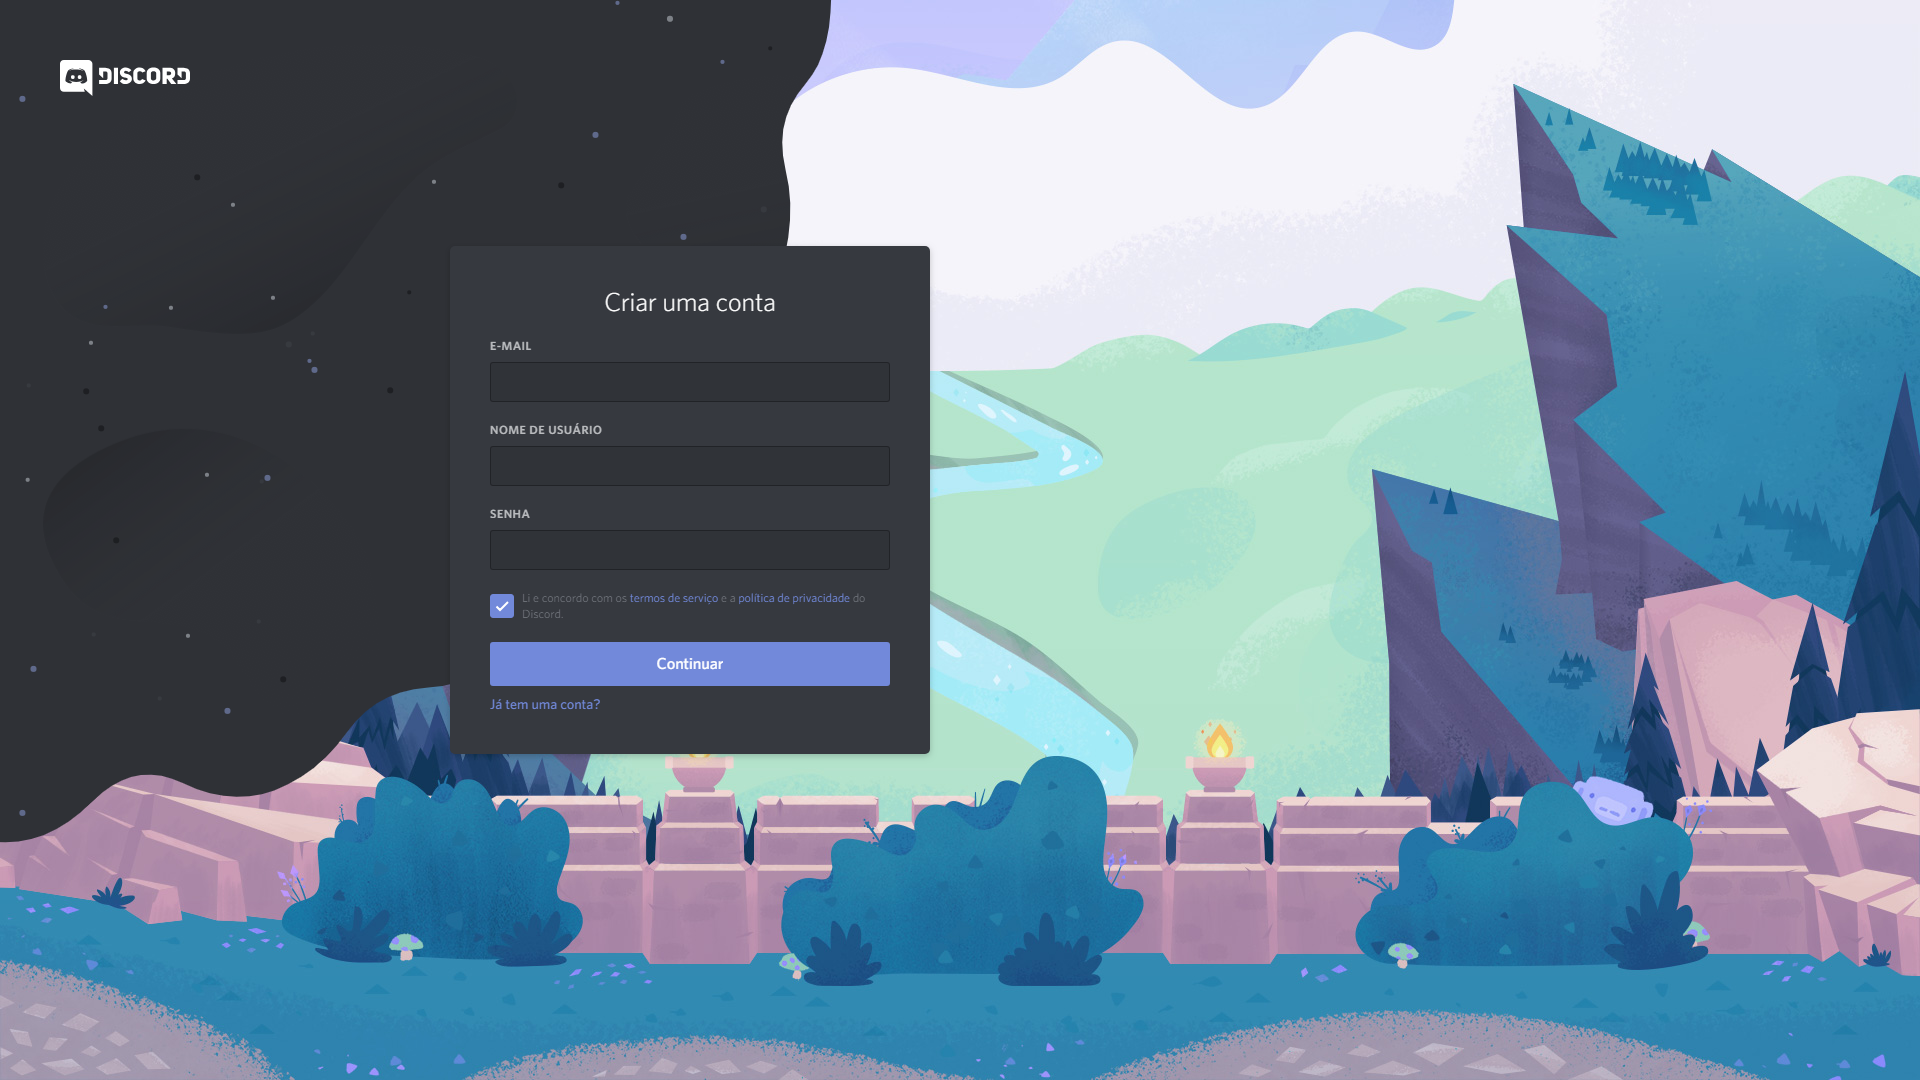 DISCORD
Criar uma conta
E-MAIL
NOME DE USUÁRIO
SENHA
Li e concordo com os termos de serviço e a política de privacidade do
Discord.
Continuar
Já tem uma conta?